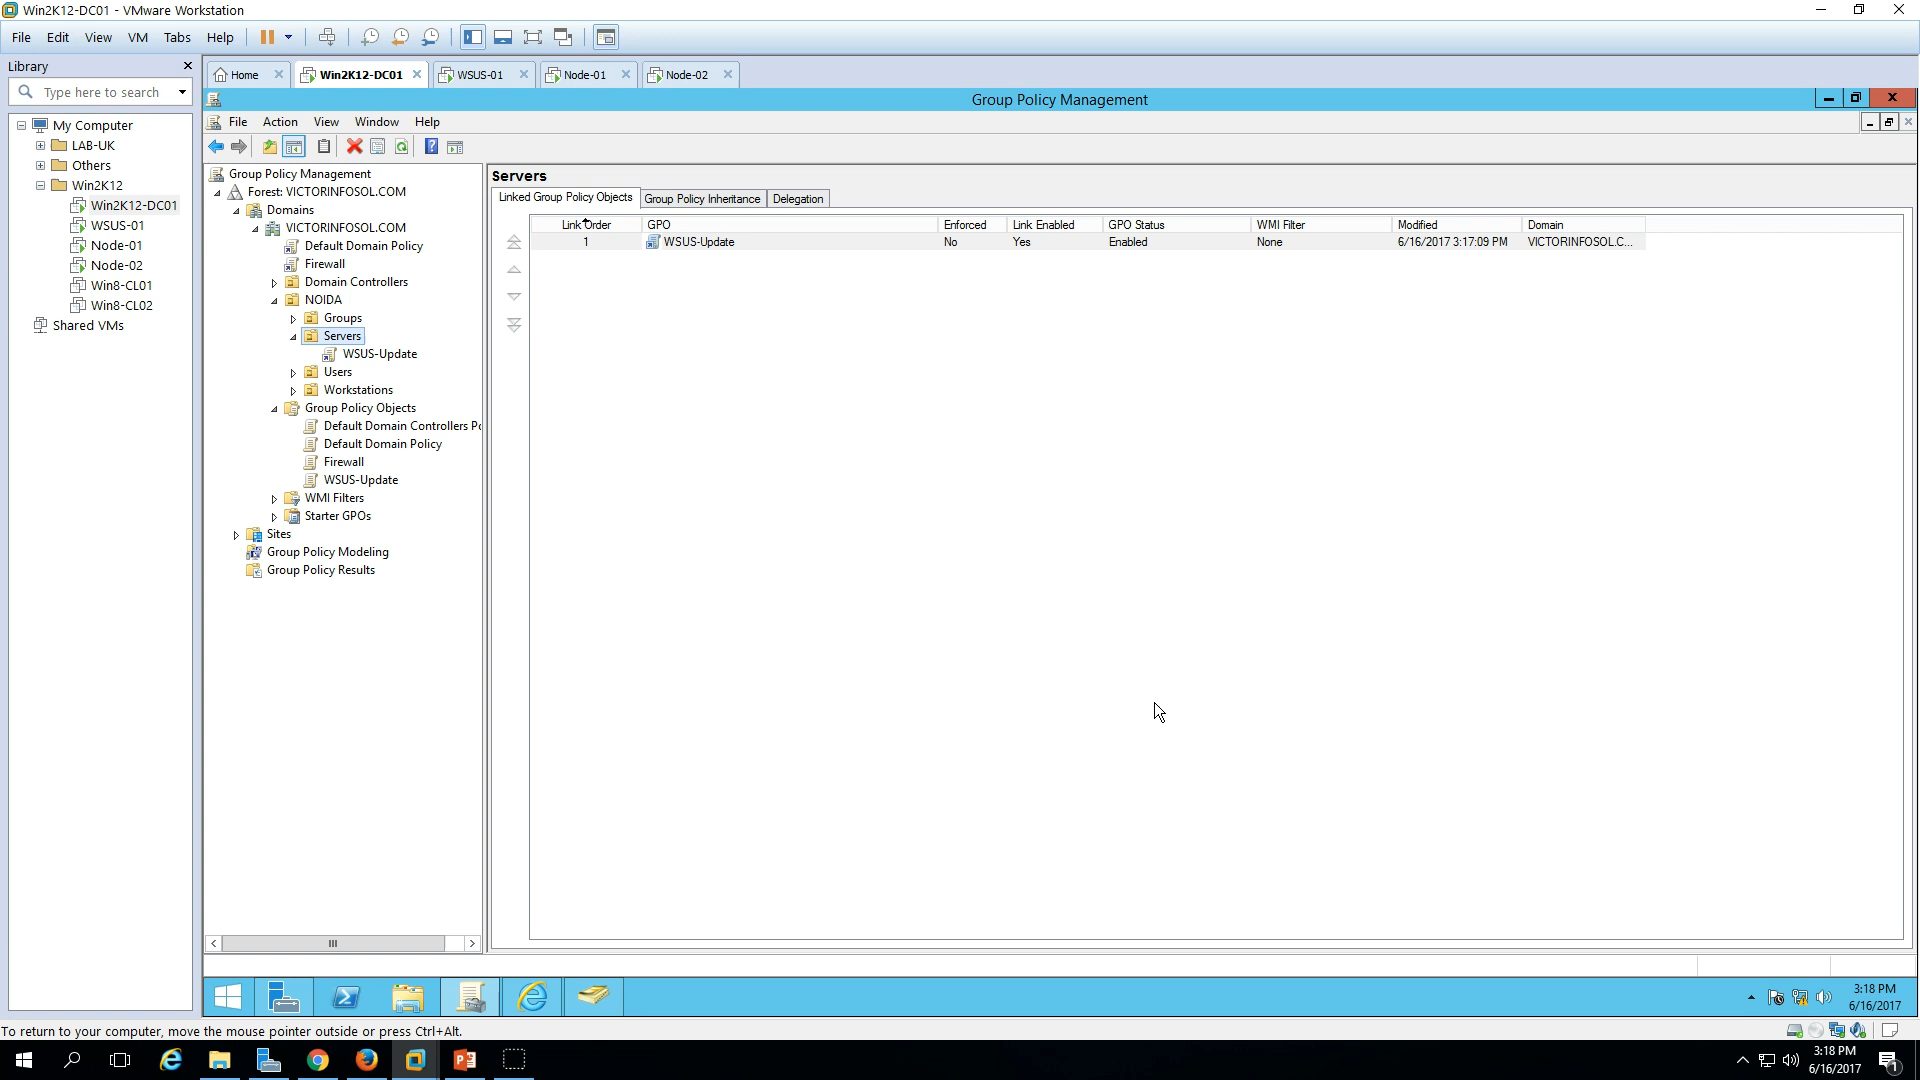 Win2K12-DC01 - VMware Workstation
File Edit View VM Tabs Help
Library
Type here to search
My Computer
LAB-UK
Others
Win2K12
Win2K12-DC01
WSUS-01
Node-01
Node-02
Win8-CL01
Win8-CL02
Shared VMs
Home Win2K12-DC01 WSUS-01 Node-01 Node-02
Group Policy Management
File Action View Window Help
Group Policy Management
Forest: VICTORINFOSOL.COM
Domains
VICTORINFOSOL.COM
Default Domain Policy
Firewall
Domain Controllers
NOIDA
Groups
Servers
WSUS-Update
Users
Workstations
Group Policy Objects
Default Domain Controllers Po
Default Domain Policy
Firewall
WSUS-Update
WMI Filters
Starter GPOs
Sites
Group Policy Modeling
Group Policy Results
Servers
Linked Group Policy Objects Group Policy Inheritance Delegation
Link Order GPO Enforced Link Enabled GPO Status WMI Filter Modified Domain
1 WSUS-Update No Yes Enabled None 6/16/2017 3:17:09 PM VICTORINFOSOL.C...
3:18 PM
6/16/2017
To return to your computer, move the mouse pointer outside or press Ctrl+Alt.
3:18 PM
6/16/2017
1